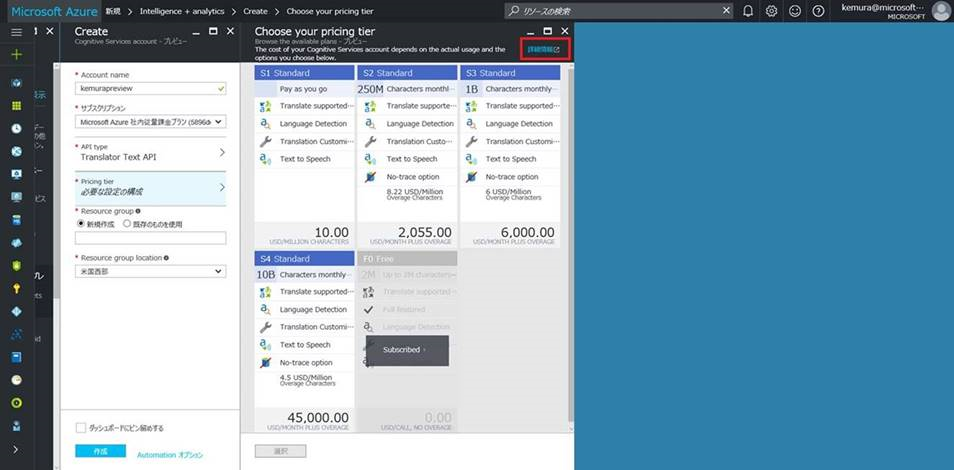 Microsoft Azure 新規 > Intelligence + analytics > Create > Choose your pricing tier
リソースの検索
kemura@microsoft...
MICROSOFT
Create
Cognitive Services account - プレビュー
* Account name
kemurapreview
* サブスクリプション
Microsoft Azure 社内従量課金プラン (5896d
* API type
Translator Text API
* Pricing tier
必要な設定の構成
* Resource group
新規作成 既存のものを使用
* Resource group location
米国西部
ダッシュボードにピン留めする
作成 Automation オプション
Choose your pricing tier
Browse the available plans - プレビュー
The cost of your Cognitive Services account depends on the actual usage and the
options you choose below.
詳細情報
S1 Standard
Pay as you go
Translate supported...
Language Detection
Translation Customi...
Text to Speech
10.00
USD/MILLION CHARACTERS
S2 Standard
250M Characters monthl...
Translate supporte...
Language Detection
Translation Custo...
Text to Speech
No-trace option
8.22 USD/Million
Overage Characters
2,055.00
USD/MONTH PLUS OVERAGE
S3 Standard
1B Characters monthly...
Translate supported...
Language Detection
Translation Customi...
Text to Speech
No-trace option
6 USD/Million
Overage Characters
6,000.00
USD/MONTH PLUS OVERAGE
S4 Standard
10B Characters monthly...
Translate supported...
Language Detection
Translation Customi...
Text to Speech
No-trace option
4.5 USD/Million
Overage Characters
45,000.00
USD/MONTH PLUS OVERAGE
F0 Free
2M Up to 2M characters...
Translate supported...
Full featured
Language Detection
Subscribed
0.00
USD/CALL, NO OVERAGE
選択